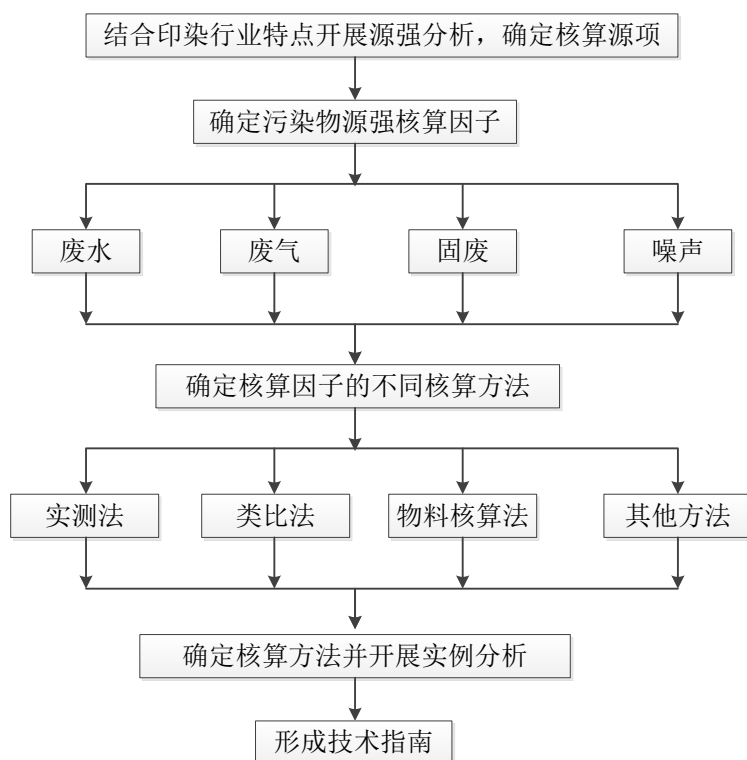 结合印染行业特点开展源强分析，确定核算源项
确定污染物源强核算因子
废水
废气
固废
噪声
确定核算因子的不同核算方法
实测法
类比法
物料核算法
其他方法
确定核算方法并开展实例分析
形成技术指南